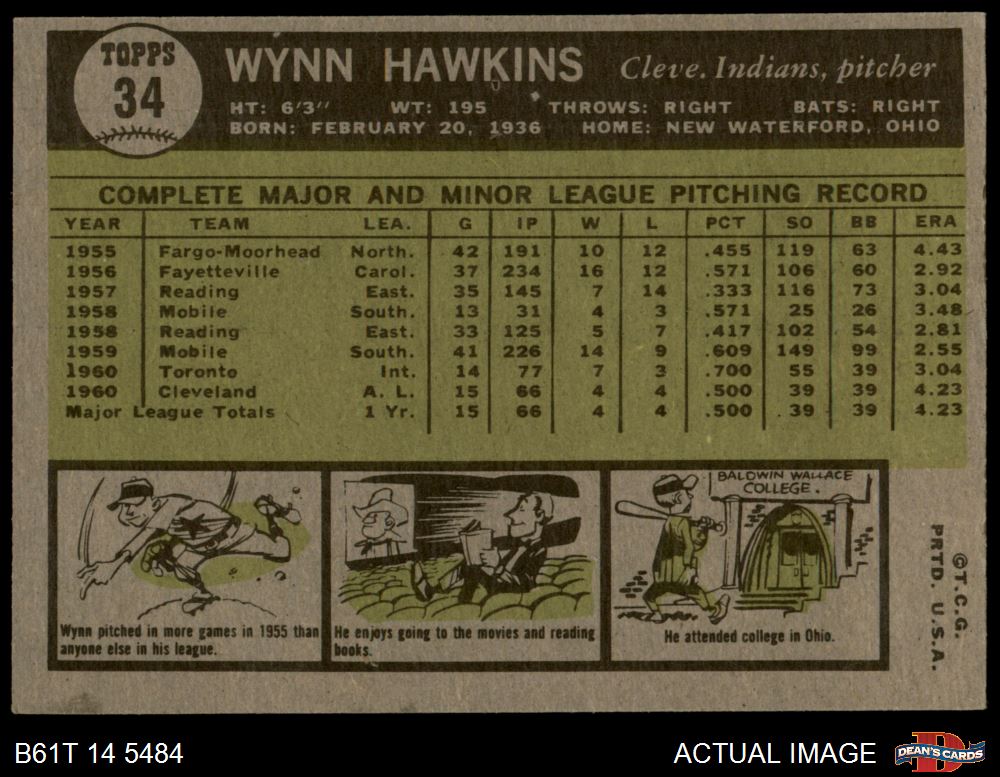 TOPPS
34
WYNN HAWKINS Cleve. Indians, pitcher
HT: 6'3" WT: 195 THROWS: RIGHT BATS: RIGHT
BORN: FEBRUARY 20, 1936 HOME: NEW WATERFORD, OHIO
COMPLETE MAJOR AND MINOR LEAGUE PITCHING RECORD
YEAR TEAM LEA. G IP W L PCT SO BB ERA
1955 Fargo-Moorhead North. 42 191 10 12 .455 119 63 4.43
1956 Fayetteville Carol. 37 234 16 12 .571 106 60 2.92
1957 Reading East. 35 145 7 14 .333 116 73 3.04
1958 Mobile South. 13 31 4 3 .571 25 26 3.48
1958 Reading East. 33 125 5 7 .417 102 54 2.81
1959 Mobile South. 41 226 14 9 .609 149 99 2.55
1960 Toronto Int. 14 77 7 3 .700 55 39 3.04
1960 Cleveland A. L. 15 66 4 4 .500 39 39 4.23
Major League Totals 1 Yr. 15 66 4 4 .500 39 39 4.23
Wynn pitched in more games in 1955 than
anyone else in his league.
He enjoys going to the movies and reading
books.
BALDWIN WALLACE
COLLEGE.
He attended college in Ohio.
©T.C.G.
PRTD. U.S.A.
B61T 14 5484
ACTUAL IMAGE
D
DEAN'S CARDS